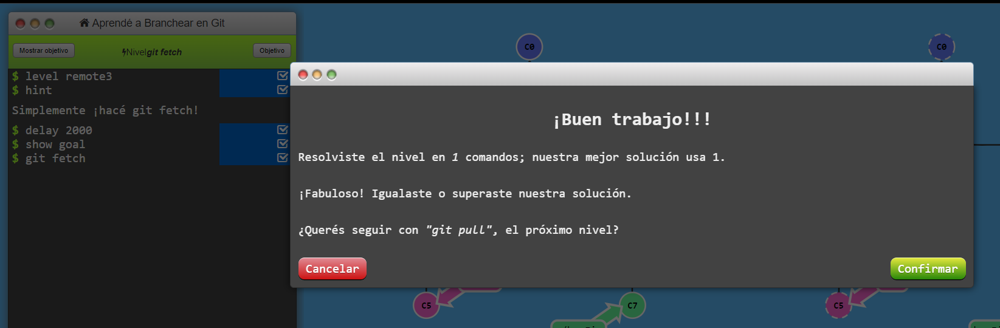 Aprendé a Branchear en Git
Mostrar objetivo
Nivel git fetch
Objetivo
$ level remote3
$ hint
Simplemente ¡hacé git fetch!
$ delay 2000
$ show goal
$ git fetch
C0
C0
¡Buen trabajo!!!
Resolviste el nivel en 1 comandos; nuestra mejor solución usa 1.
¡Fabuloso! Igualaste o superaste nuestra solución.
¿Querés seguir con "git pull", el próximo nivel?
Cancelar
Confirmar
C5
C7
C5